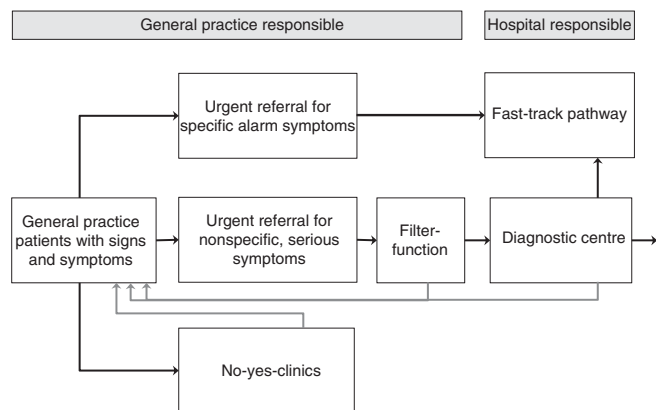 General practice responsible
Hospital responsible
Urgent referral for
specific alarm symptoms
Fast-track pathway
General practice
patients with signs
and symptoms
Urgent referral for
nonspecific, serious
symptoms
Filter-
function
Diagnostic centre
No-yes-clinics